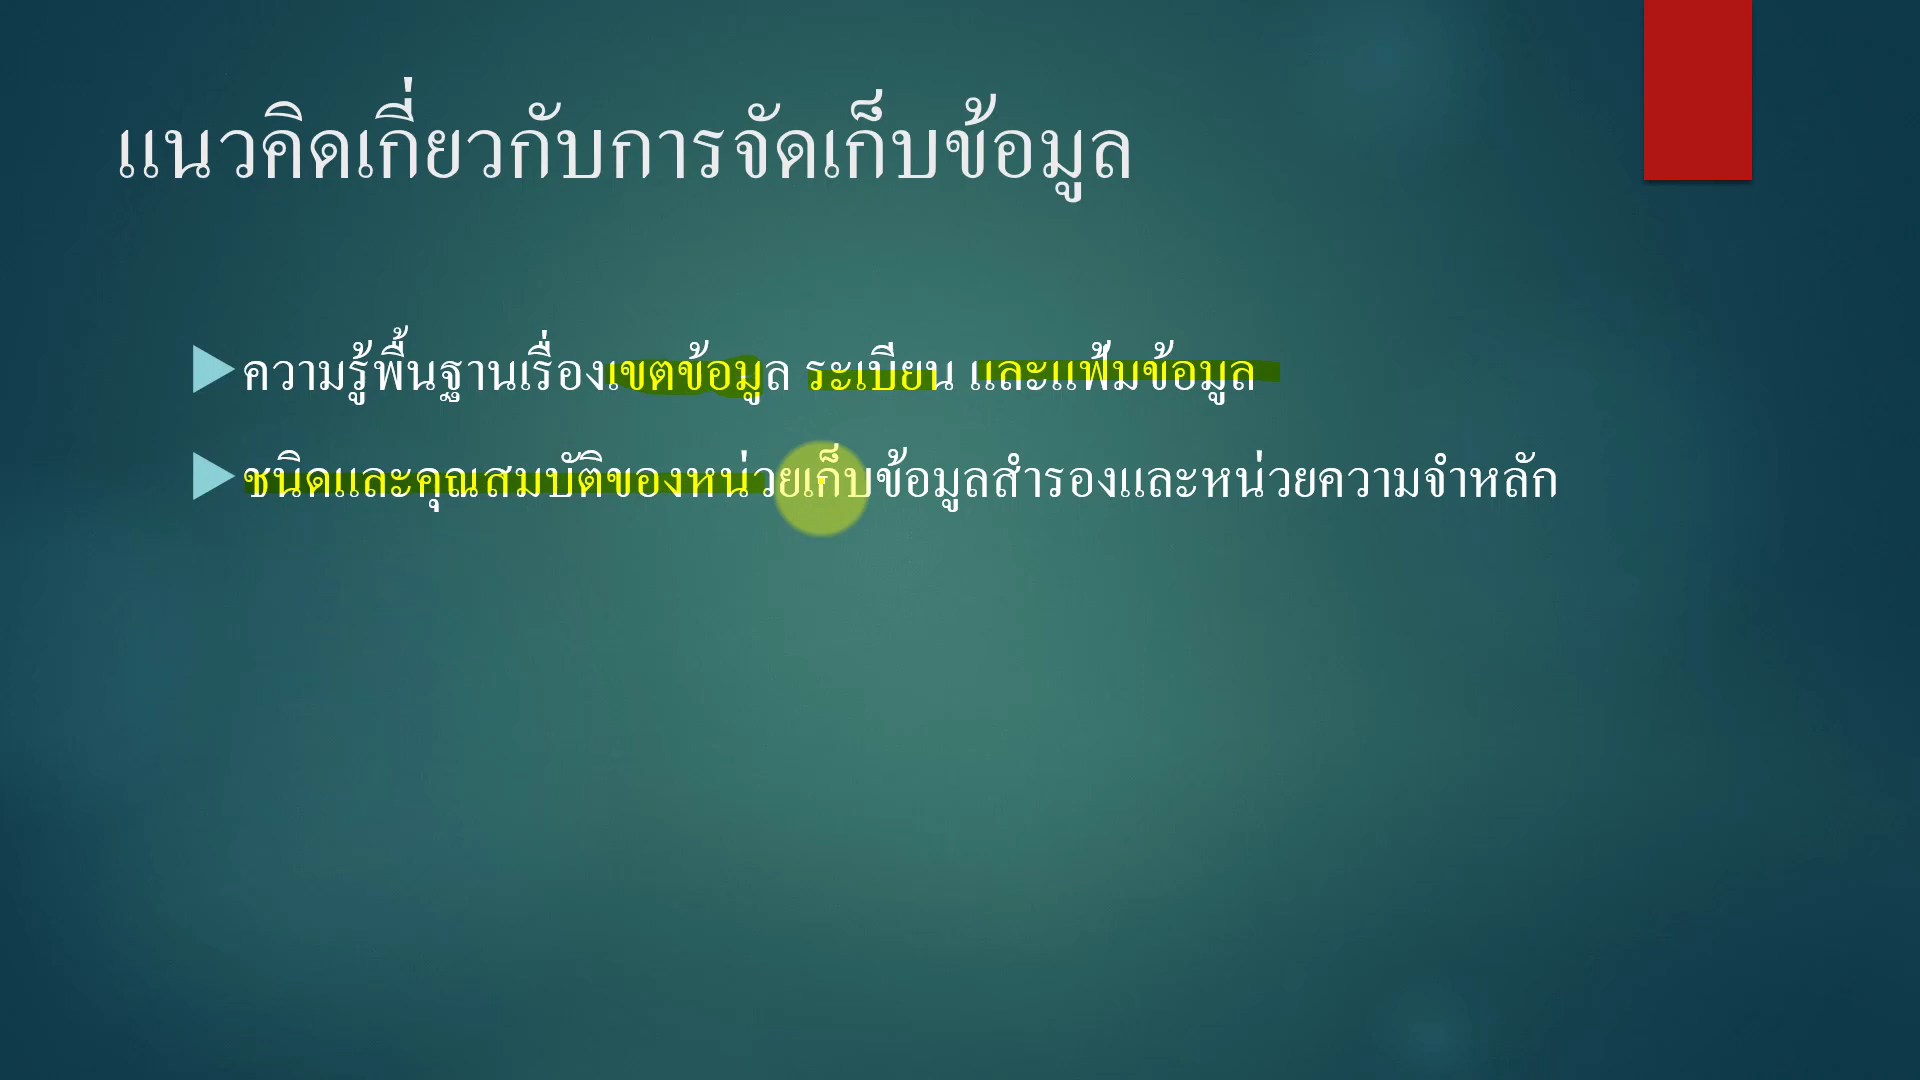 แนวคิดเกี่ยวกับการจัดเก็บข้อมูล
ความรู้พื้นฐานเรื่องเขตข้อมูล ระเบียน และแฟ้มข้อมูล
ชนิดและคุณสมบัติของหน่วยเก็บข้อมูลสำรองและหน่วยความจำหลัก